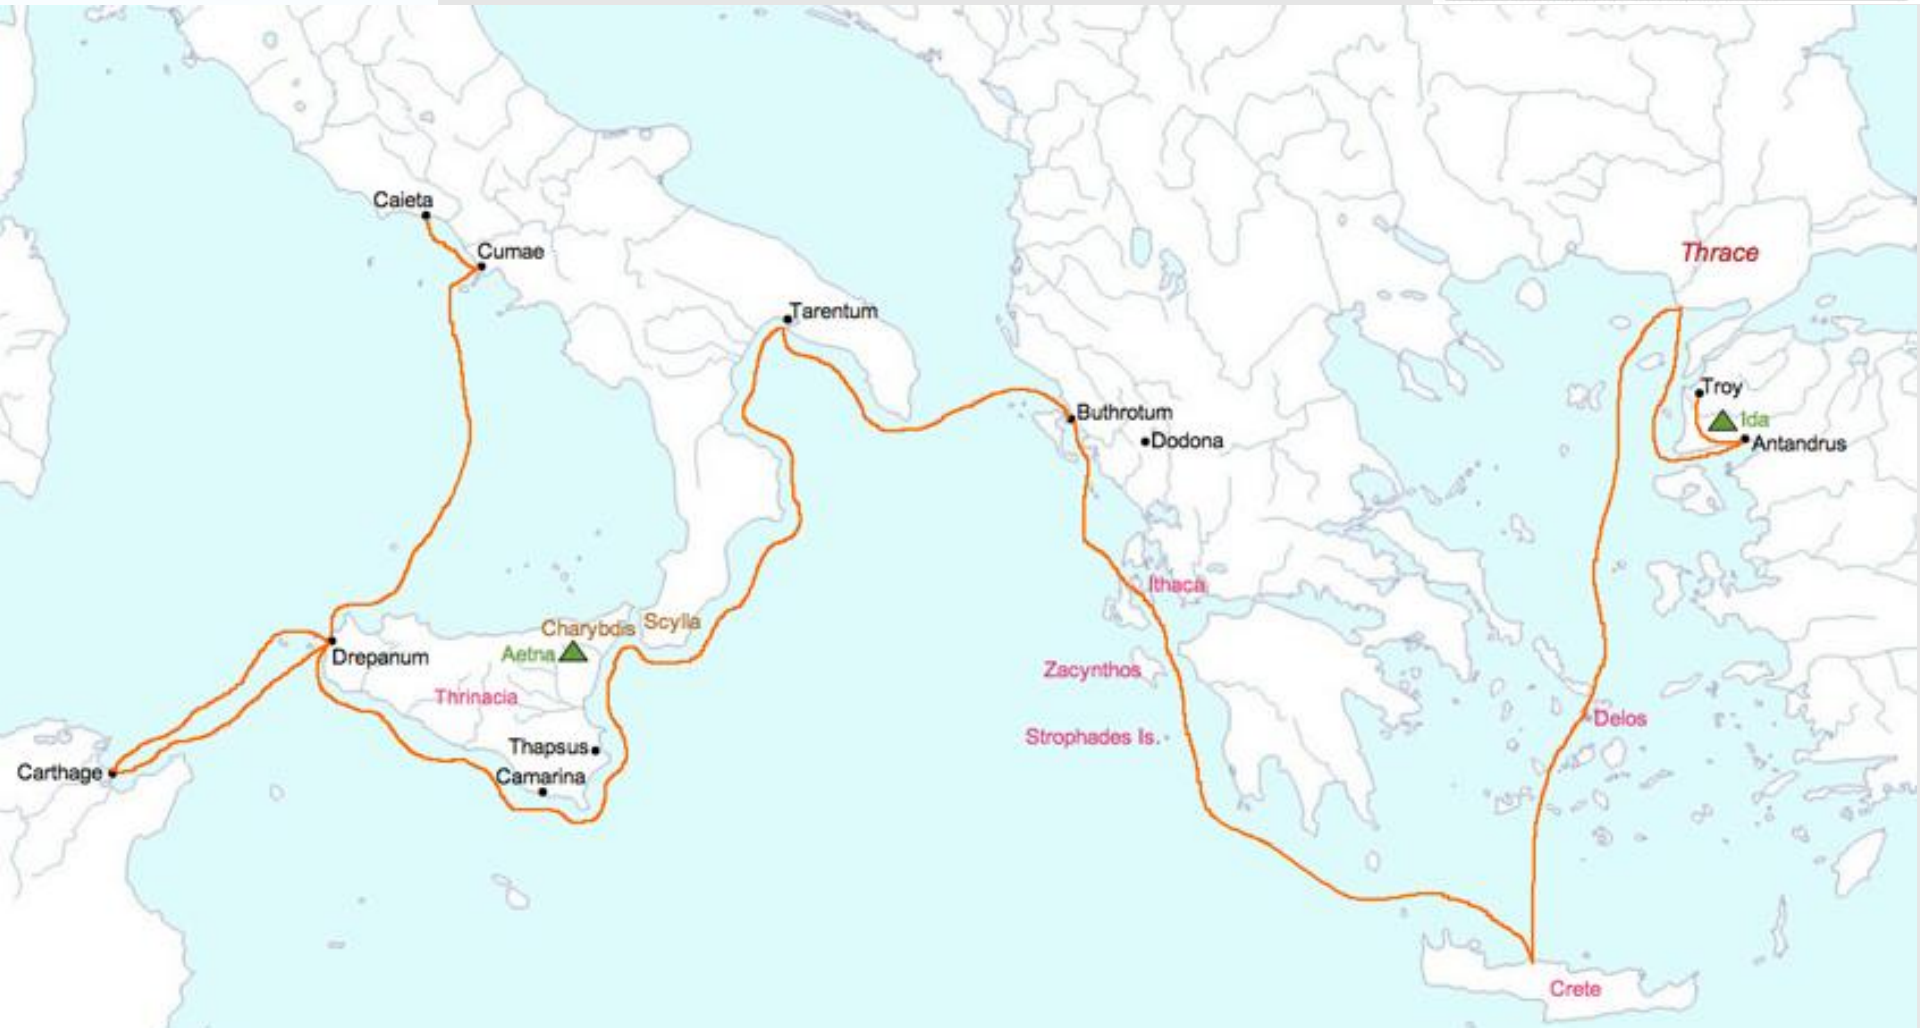 Caieta
Cumae
Thrace
Tarentum
Troy
Ida
Buthrotum
Dodona
Antandrus
Ithaca
Charybdis
Scylla
Aetna
Drepanum
Zacynthos
Thrinacia
Delos
Strophades Is.
Thapsus
Carthage
Camarina
Crete